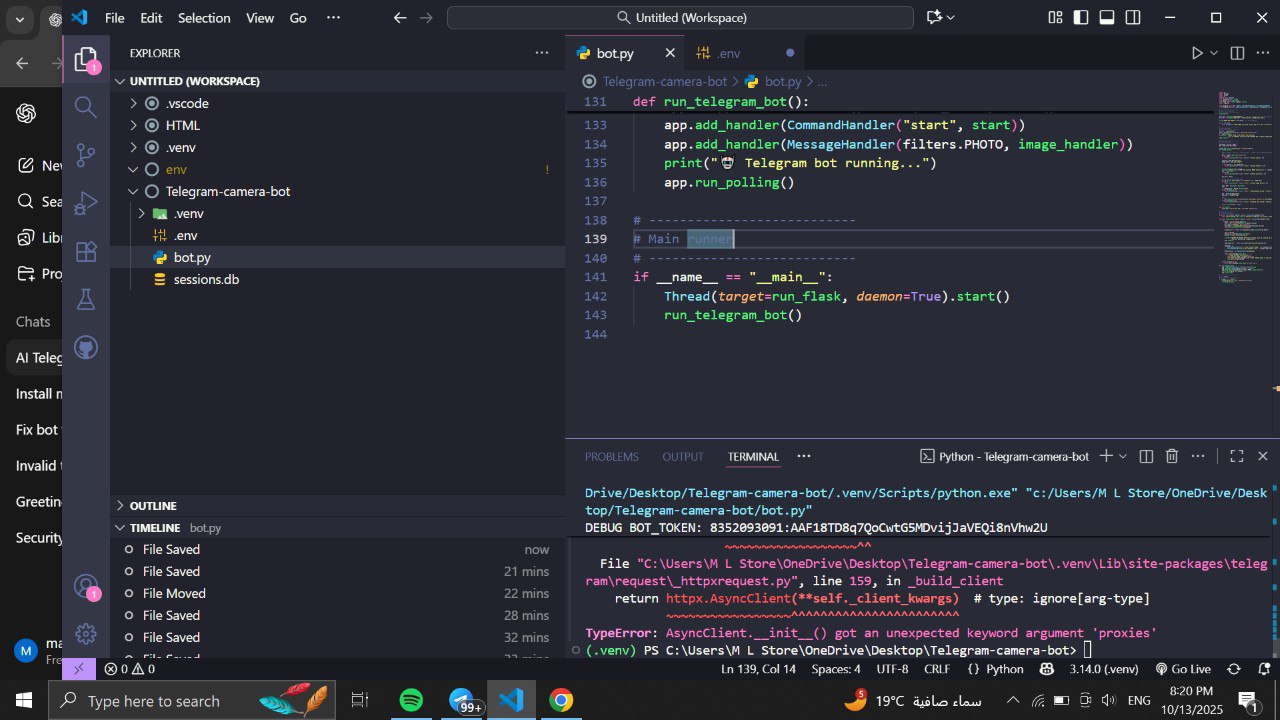 File Edit Selection View Go ··· Untitled (Workspace)
EXPLORER ···
UNTITLED (WORKSPACE)
.vscode
HTML
.venv
env
Telegram-camera-bot
.venv
.env
bot.py
sessions.db
OUTLINE
TIMELINE bot.py
File Saved now
File Saved 21 mins
File Moved 22 mins
File Saved 28 mins
File Saved 32 mins
bot.py .env
Telegram-camera-bot > bot.py > ...
131 def run_telegram_bot():
133 app.add_handler(CommandHandler("start", start))
134 app.add_handler(MessageHandler(filters.PHOTO, image_handler))
135 print("🤖 Telegram bot running...")
136 app.run_polling()
137
138 # ---------------------------
139 # Main runner
140 # ---------------------------
141 if __name__ == "__main__":
142 Thread(target=run_flask, daemon=True).start()
143 run_telegram_bot()
144
PROBLEMS OUTPUT TERMINAL ··· Python - Telegram-camera-bot
Drive/Desktop/Telegram-camera-bot/.venv/Scripts/python.exe" "c:/Users/M L Store/OneDrive/Desk
top/Telegram-camera-bot/bot.py"
DEBUG BOT_TOKEN: 8352093091:AAF18TD8q7QoCwtG5MDvijJaVEQi8nVhw2U
~~~~~~~~~~~~~~~~~~^^
File "C:\Users\M L Store\OneDrive\Desktop\Telegram-camera-bot\.venv\Lib\site-packages\teleg
ram\request\_httpxrequest.py", line 159, in _build_client
return httpx.AsyncClient(**self._client_kwargs) # type: ignore[arg-type]
~~~~~~~~~~~~~~~~~^^^^^^^^^^^^^^^^^^^^^^^
TypeError: AsyncClient.__init__() got an unexpected keyword argument 'proxies'
(.venv) PS C:\Users\M L Store\OneDrive\Desktop\Telegram-camera-bot>
Chats
AI Teleg
Install
Fix bot
Invalid
Greetin
Security
0 0 Ln 139, Col 14 Spaces: 4 UTF-8 CRLF {} Python 3.14.0 (.venv) Go Live
Type here to search 99+ 5 19°C سماء صافية ENG 8:20 PM
10/13/2025 1